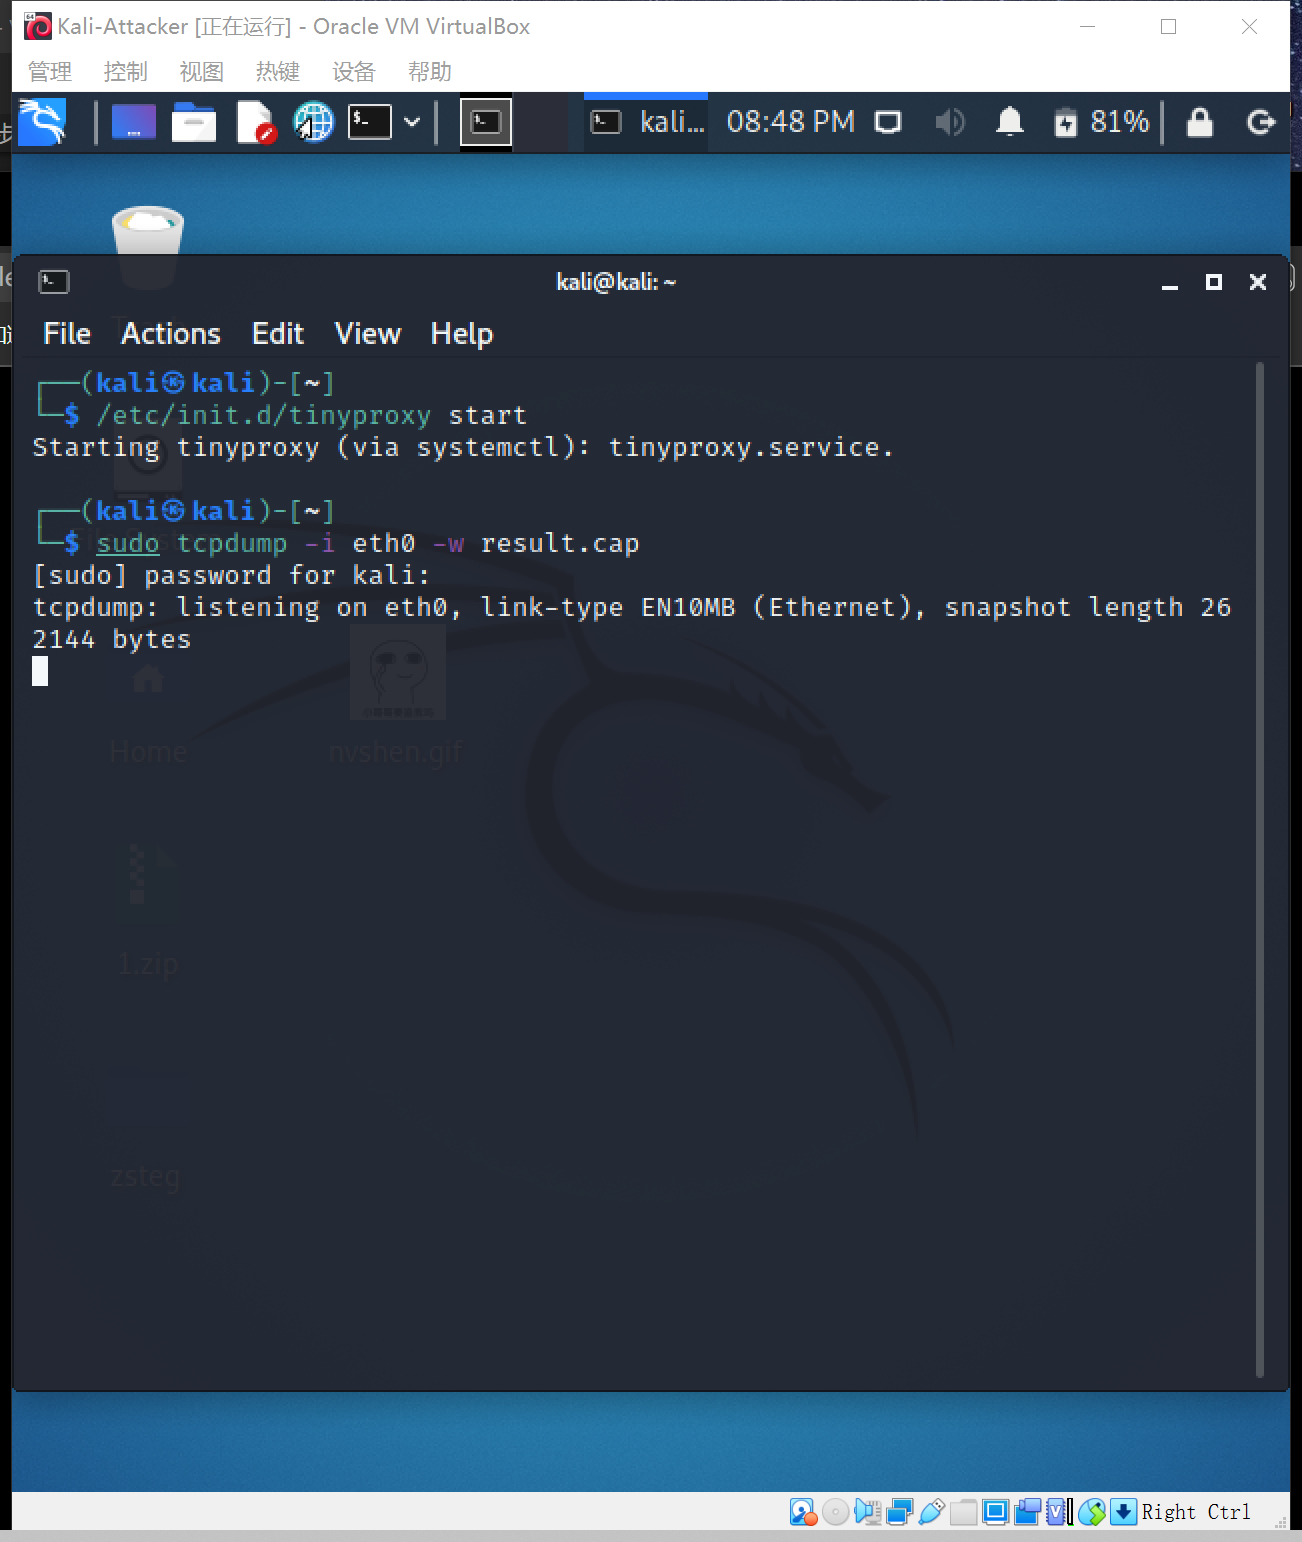 Kali-Attacker [正在运行] - Oracle VM VirtualBox
管理 控制 视图 热键 设备 帮助
kali... 08:48 PM 81%
kali@kali: ~
File Actions Edit View Help
┌──(kali㉿kali)-[~]
└─$ /etc/init.d/tinyproxy start
Starting tinyproxy (via systemctl): tinyproxy.service.
┌──(kali㉿kali)-[~]
└─$ sudo tcpdump -i eth0 -w result.cap
[sudo] password for kali:
tcpdump: listening on eth0, link-type EN10MB (Ethernet), snapshot length 26
2144 bytes
Home nvshen.gif
1.zip
zsteg
Right Ctrl